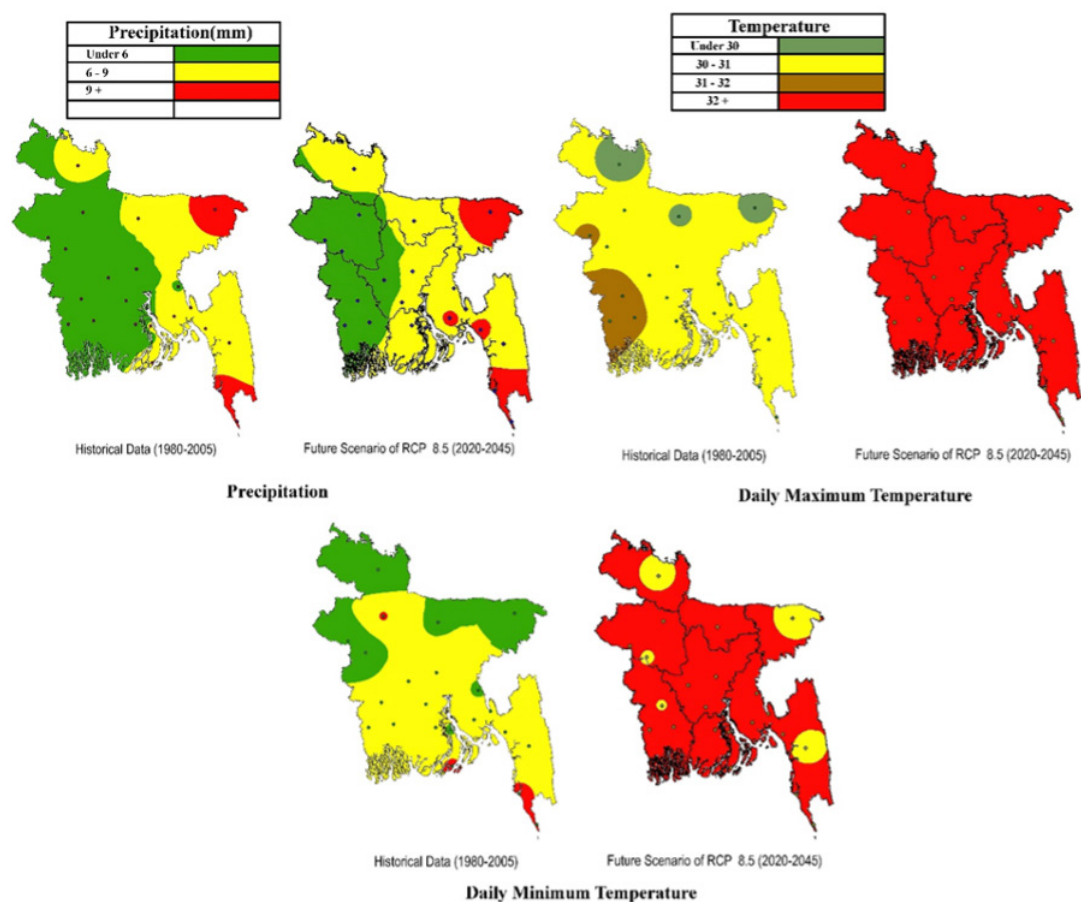 Precipitation(mm)
Under 6
6 - 9
9 +
Temperature
Under 30
30 - 31
31 - 32
32 +
Historical Data (1980-2005)
Future Scenario of RCP 8.5 (2020-2045)
Precipitation
Historical Data (1980-2005)
Future Scenario of RCP 8.5 (2020-2045)
Daily Maximum Temperature
Historical Data (1980-2005)
Future Scenario of RCP 8.5 (2020-2045)
Daily Minimum Temperature